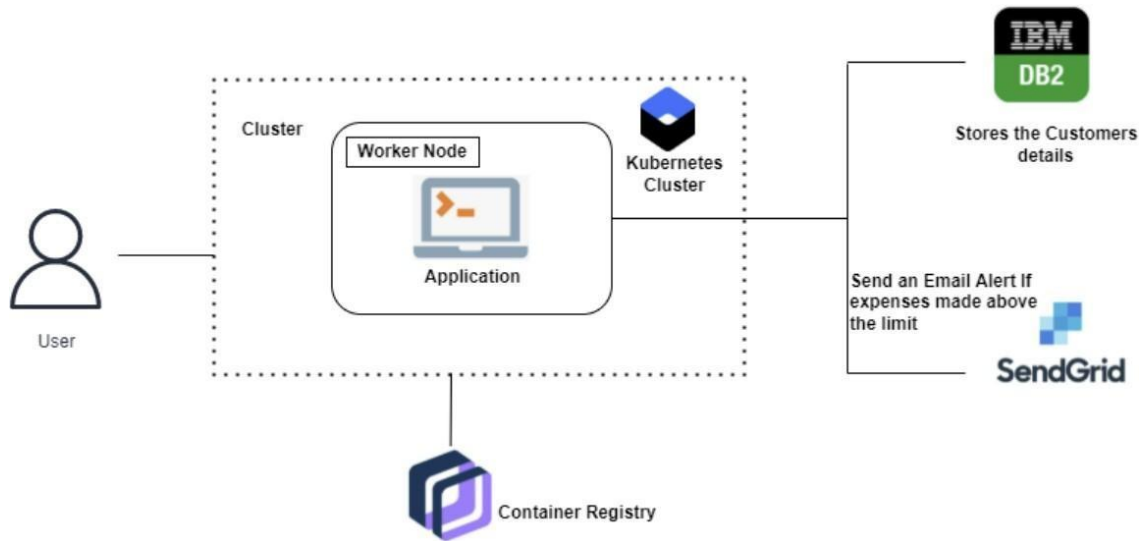 IBM
DB2
Stores the Customers
details
Cluster
Worker Node
Kubernetes
Cluster
Application
User
Send an Email Alert If
expenses made above
the limit
SendGrid
Container Registry